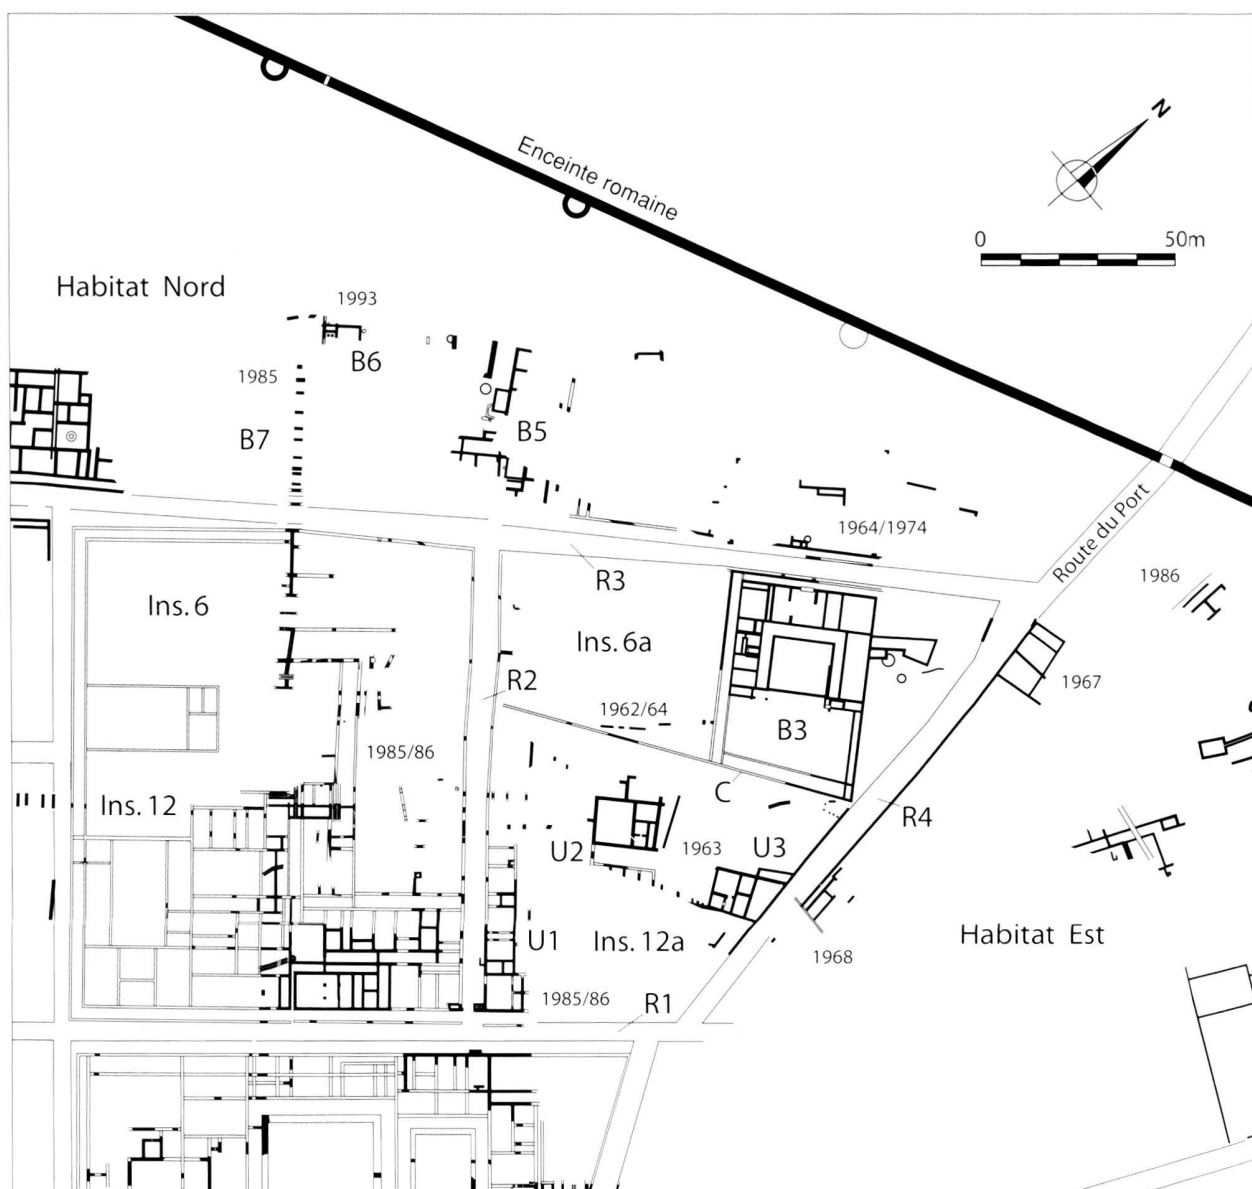 N
Enceinte romaine
0 50m
Habitat Nord
1993
B6
1985
B5
B7
1964/1974
Route du Port
R3
1986
Ins. 6
Ins. 6a
R2
1967
1962/64
B3
1985/86
C
Ins. 12
R4
U2
1963
U3
U1
Ins. 12a
Habitat Est
1968
1985/86
R1